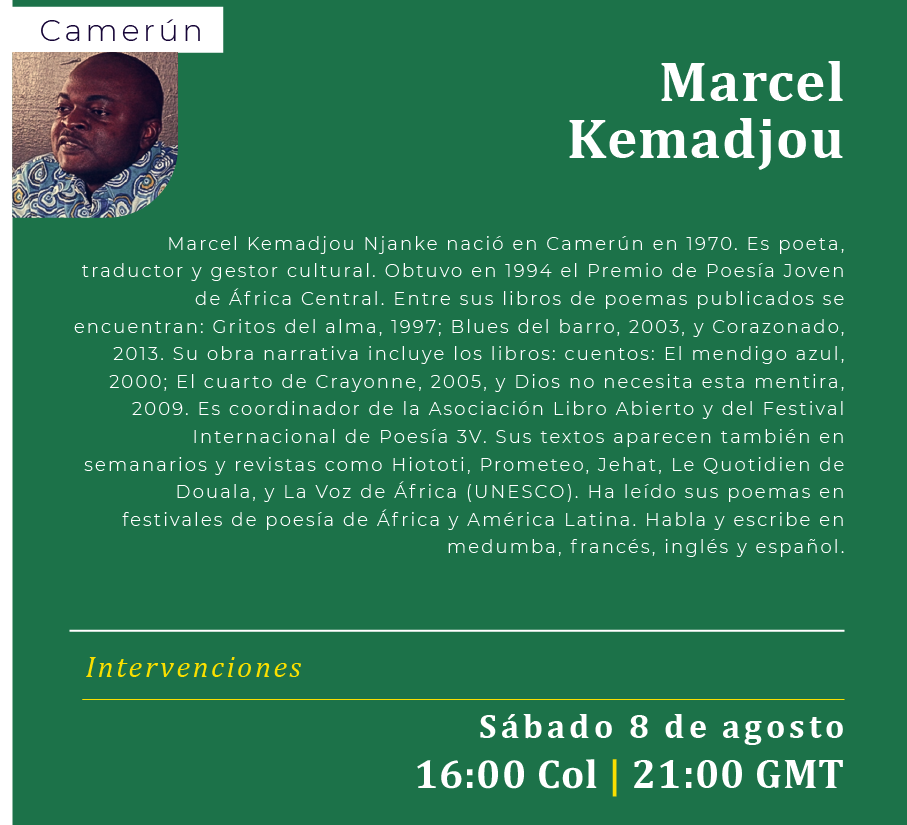 Camerún
Marcel
Kemadjou
Marcel Kemadjou Njanke nació en Camerún en 1970. Es poeta,
traductor y gestor cultural. Obtuvo en 1994 el Premio de Poesía Joven
de África Central. Entre sus libros de poemas publicados se
encuentran: Gritos del alma, 1997; Blues del barro, 2003, y Corazonado,
2013. Su obra narrativa incluye los libros: cuentos: El mendigo azul,
2000; El cuarto de Crayonne, 2005, y Dios no necesita esta mentira,
2009. Es coordinador de la Asociación Libro Abierto y del Festival
Internacional de Poesía 3V. Sus textos aparecen también en
semanarios y revistas como Hiototi, Prometeo, Jehat, Le Quotidien de
Douala, y La Voz de África (UNESCO). Ha leído sus poemas en
festivales de poesía de África y América Latina. Habla y escribe en
medumba, francés, inglés y español.
Intervenciones
Sábado 8 de agosto
16:00 Col | 21:00 GMT